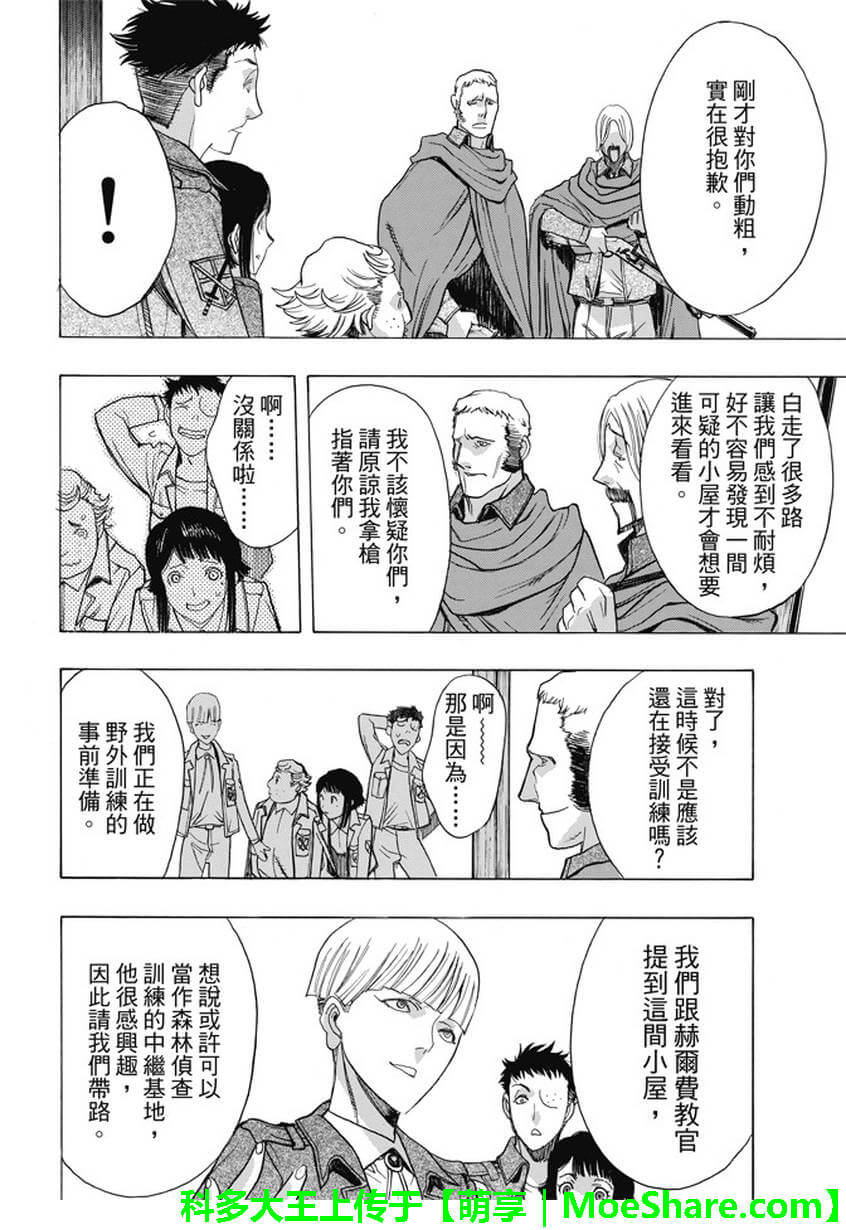 剛才對你們動粗，
實在很抱歉。
！
白走了很多路
讓我們感到不耐煩，
好不容易發現一間
可疑的小屋才會想要
進來看看。
我不該懷疑你們，
請原諒我拿槍
指著你們。
啊……
沒關係啦……
對了，
這時候不是應該
還在接受訓練嗎？
啊～～
那是因為……
我們正在做
野外訓練的
事前準備。
我們跟赫爾費教官
提到這間小屋，
想說或許可以
當作森林偵查
訓練的中繼基地，
他很感興趣，
因此請我們帶路。
科多大王上传于【萌享】|MoeShare.com】